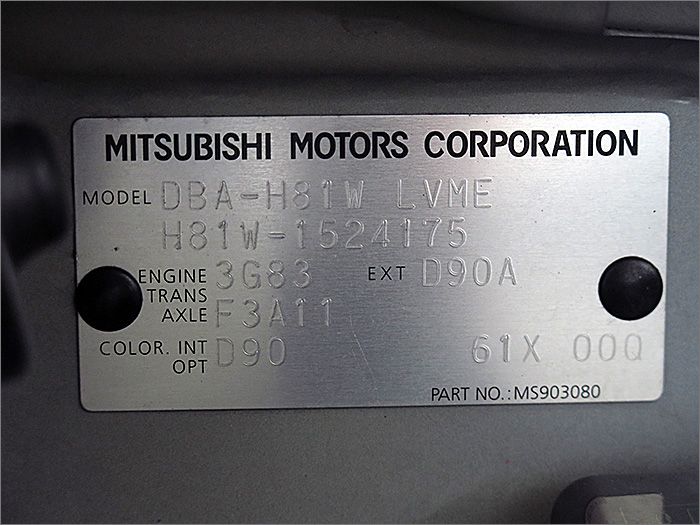 MITSUBISHI MOTORS CORPORATION
MODEL DBA-H81W LVME
H81W-1524175
ENGINE 3G83 EXT D90A
TRANS
AXLE F3A11
COLOR. INT D90 61X 00Q
OPT
PART NO.:MS903080